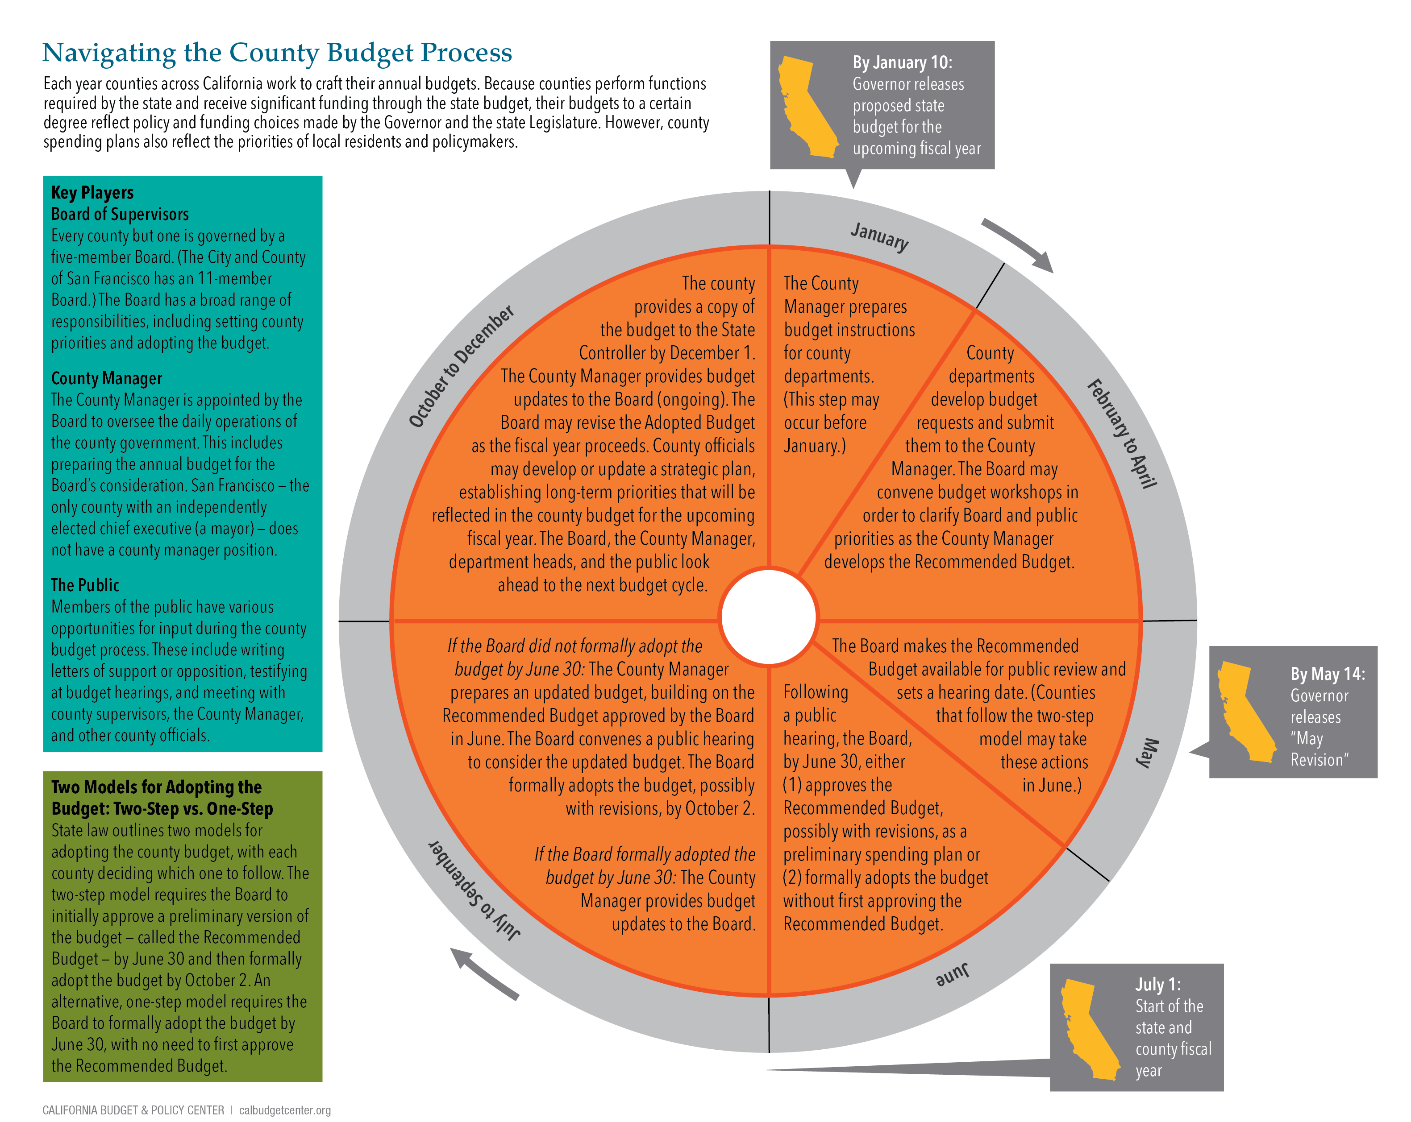 Navigating the County Budget Process
Each year counties across California work to craft their annual budgets. Because counties perform functions
required by the state and receive significant funding through the state budget, their budgets to a certain
degree reflect policy and funding choices made by the Governor and the state Legislature. However, county
spending plans also reflect the priorities of local residents and policymakers.
Key Players
Board of Supervisors
Every county but one is governed by a
five-member Board. (The City and County
of San Francisco has an 11-member
Board.) The Board has a broad range of
responsibilities, including setting county
priorities and adopting the budget.
County Manager
The County Manager is appointed by the
Board to oversee the daily operations of
the county government. This includes
preparing the annual budget for the
Board's consideration. San Francisco – the
only county with an independently
elected chief executive (a mayor) – does
not have a county manager position.
The Public
Members of the public have various
opportunities for input during the county
budget process. These include writing
letters of support or opposition, testifying
at budget hearings, and meeting with
county supervisors, the County Manager,
and other county officials.
Two Models for Adopting the
Budget: Two-Step vs. One-Step
State law outlines two models for
adopting the county budget, with each
county deciding which one to follow. The
two-step model requires the Board to
initially approve a preliminary version of
the budget – called the Recommended
Budget – by June 30 and then formally
adopt the budget by October 2. An
alternative, one-step model requires the
Board to formally adopt the budget by
June 30, with no need to first approve
the Recommended Budget.
By January 10:
Governor releases
proposed state
budget for the
upcoming fiscal year
January
The County
Manager prepares
budget instructions
for county
departments.
(This step may
occur before
January.)
February to April
County
departments
develop budget
requests and submit
them to the County
Manager. The Board may
convene budget workshops in
order to clarify Board and public
priorities as the County Manager
develops the Recommended Budget.
By May 14:
Governor
releases
"May
Revision"
May
The Board makes the Recommended
Budget available for public review and
sets a hearing date. (Counties
that follow the two-step
model may take
these actions
in June.)
June
Following
a public
hearing, the Board,
by June 30, either
(1) approves the
Recommended Budget,
possibly with revisions, as a
preliminary spending plan or
(2) formally adopts the budget
without first approving the
Recommended Budget.
July 1:
Start of the
state and
county fiscal
year
July to September
If the Board did not formally adopt the
budget by June 30: The County Manager
prepares an updated budget, building on the
Recommended Budget approved by the Board
in June. The Board convenes a public hearing
to consider the updated budget. The Board
formally adopts the budget, possibly
with revisions, by October 2.
If the Board formally adopted the
budget by June 30: The County
Manager provides budget
updates to the Board.
October to December
The county
provides a copy of
the budget to the State
Controller by December 1.
The County Manager provides budget
updates to the Board (ongoing). The
Board may revise the Adopted Budget
as the fiscal year proceeds. County officials
may develop or update a strategic plan,
establishing long-term priorities that will be
reflected in the county budget for the upcoming
fiscal year. The Board, the County Manager,
department heads, and the public look
ahead to the next budget cycle.
CALIFORNIA BUDGET & POLICY CENTER | calbudgetcenter.org